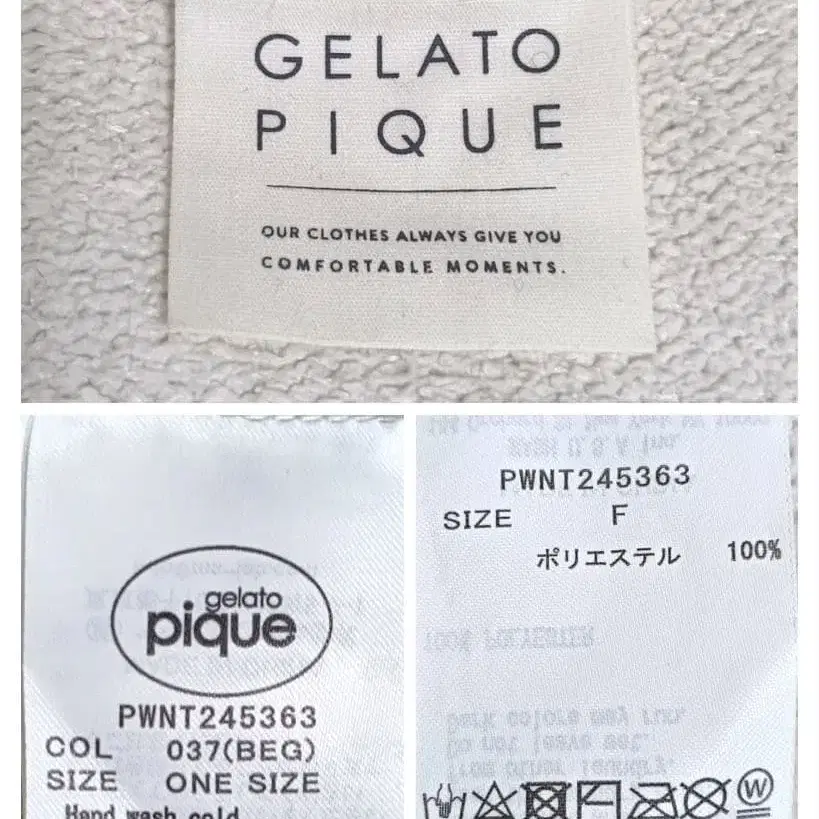 GELATO
PIQUE
OUR CLOTHES ALWAYS GIVE YOU
COMFORTABLE MOMENTS.
gelato
pique
PWNT245363
COL 037(BEG)
SIZE ONE SIZE
Hand wash cold
PWNT245363
SIZE F
ポリエステル 100%
W